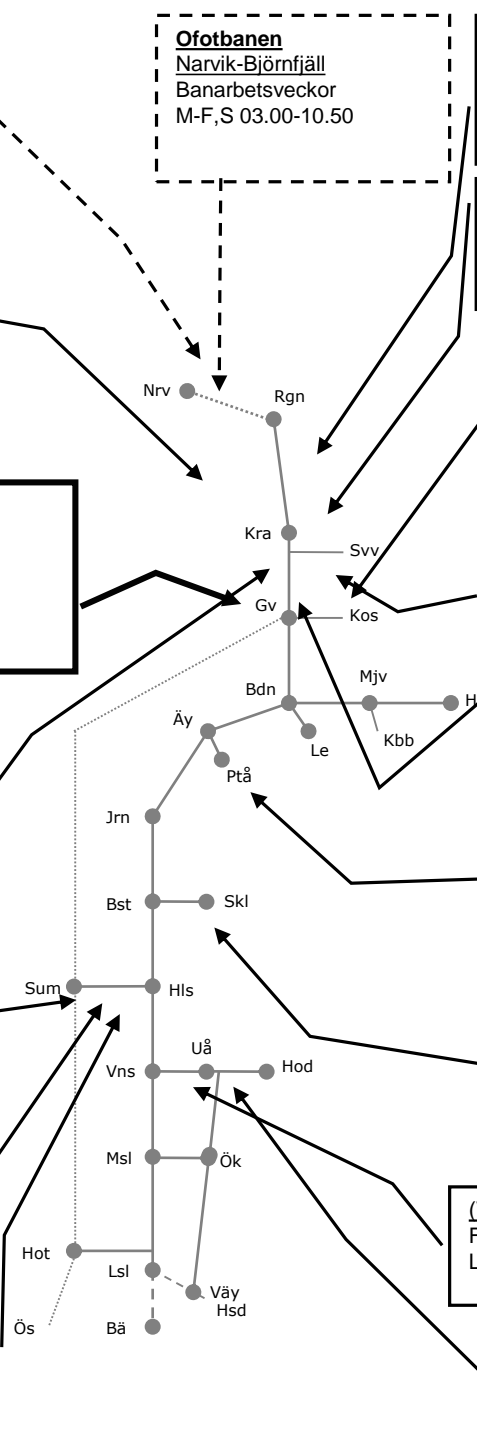 Ofotbanen
Narvik-Björnfjäll
Banarbetsveckor
M-F,S 03.00-10.50
Nrv
Rgn
Kra
Svv
Gv
Kos
Bdn
Mjv
H
Äy
Le
Kbb
Ptå
Jrn
Bst
Skl
Sum
Hls
Uå
Vns
Hod
Msl
Ök
(
F
L
Hot
Lsl
Väy
Hsd
Ös
Bä